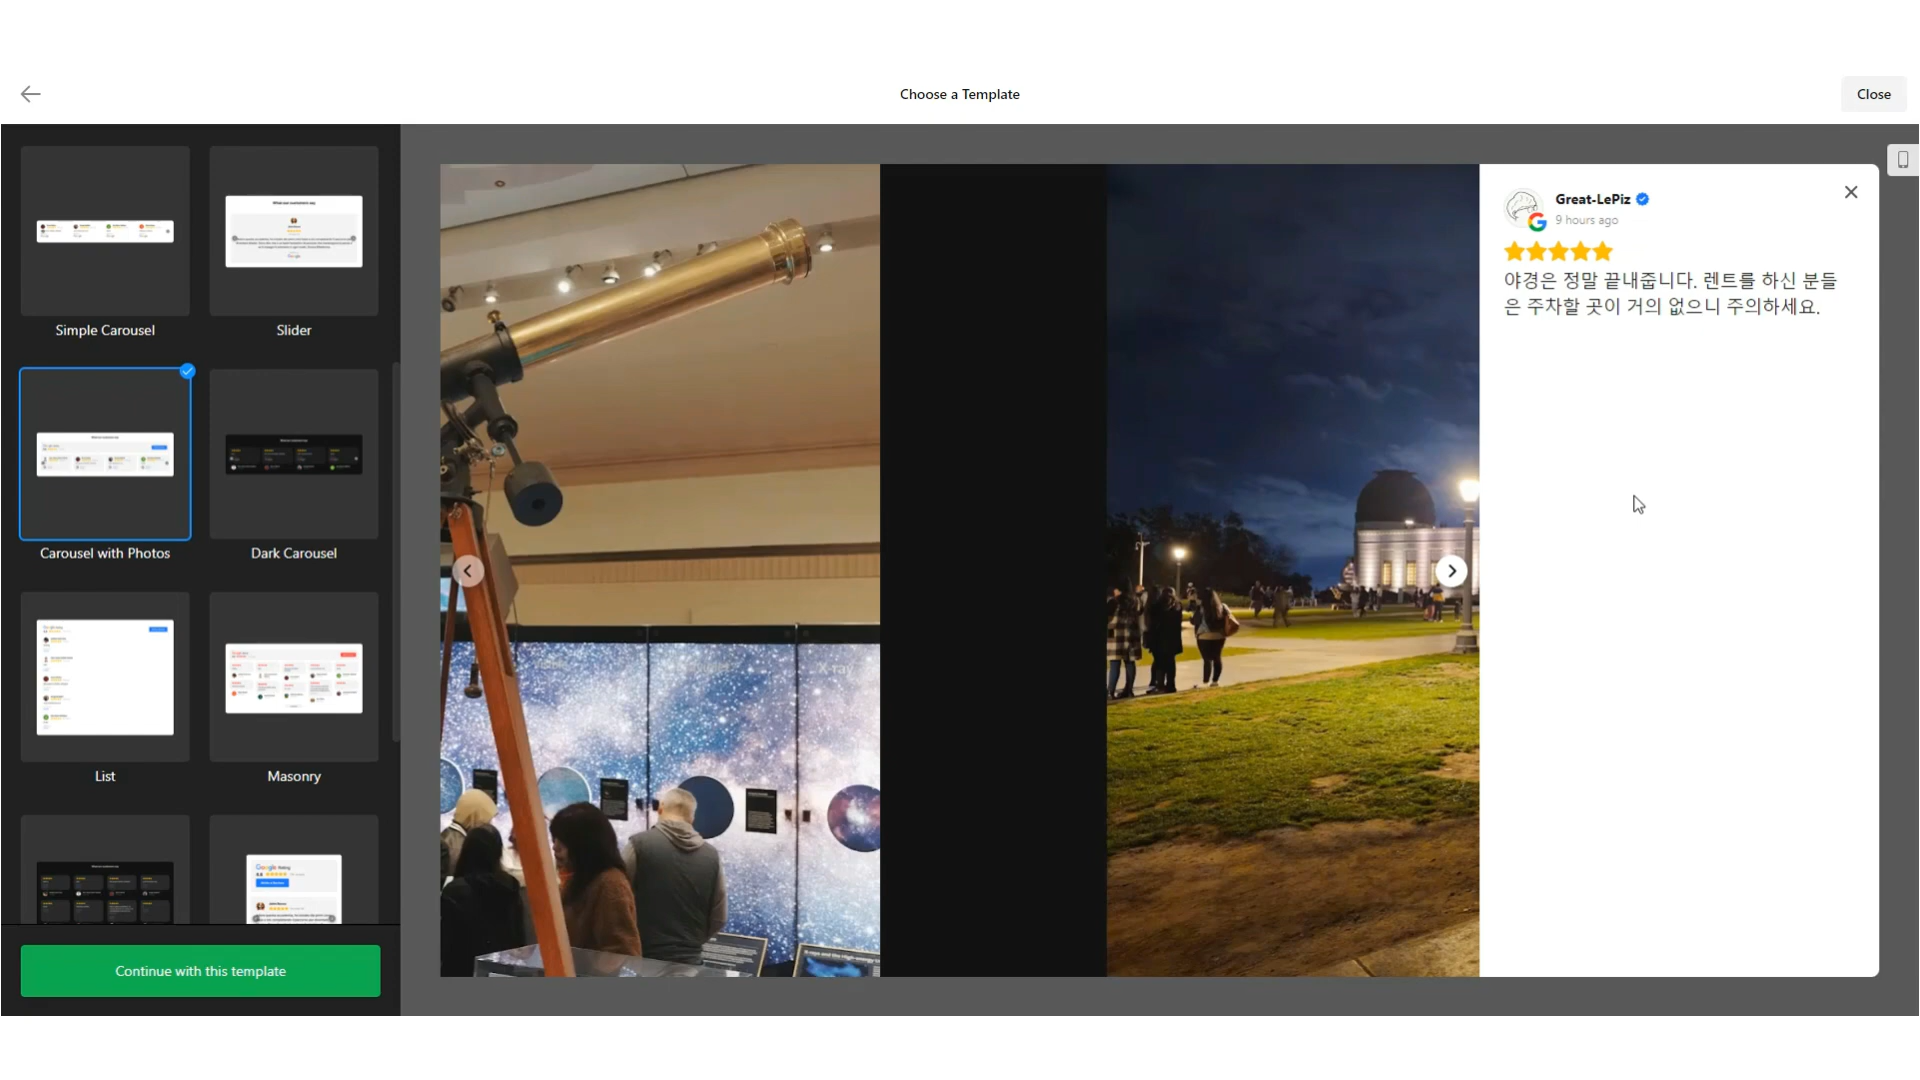 Choose a Template
Close
Simple Carousel
Slider
Carousel with Photos
Dark Carousel
List
Masonry
Continue with this template
Great-LePiz
9 hours ago
야경은 정말 끝내줍니다. 렌트를 하신 분들
은 주차할 곳이 거의 없으니 주의하세요.
X-ray